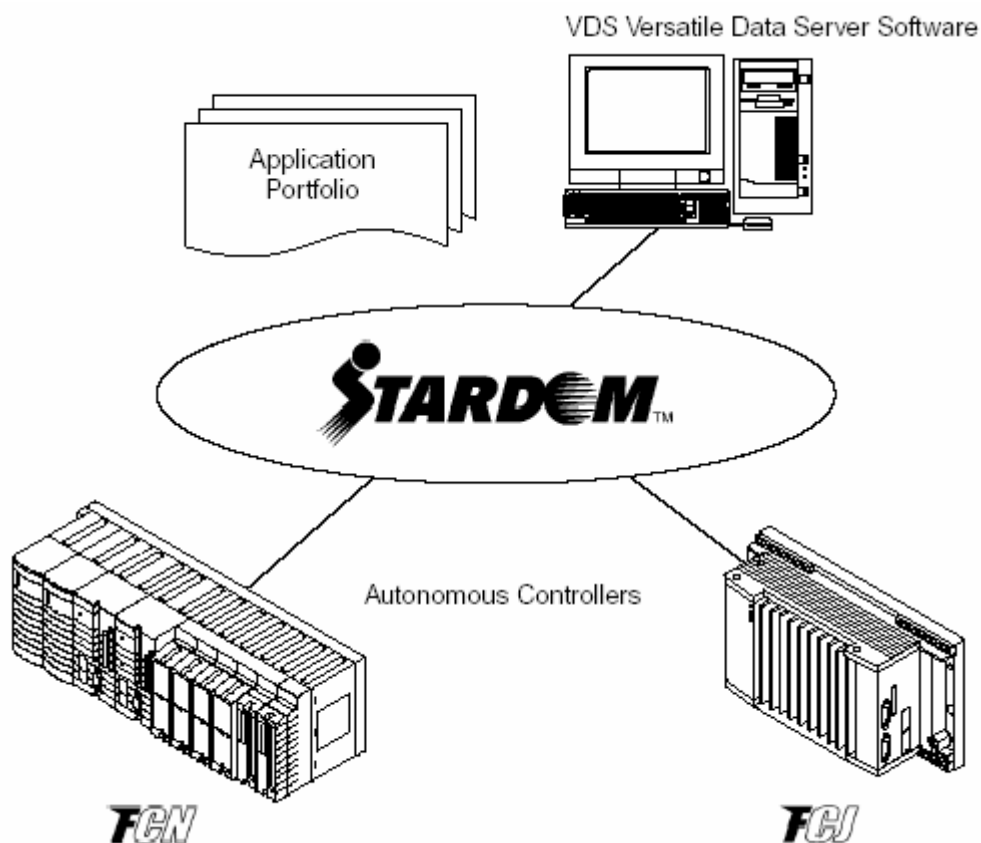 VDS Versatile Data Server Software
Application
Portfolio
STARDOM™
Autonomous Controllers
FCN
FCJ